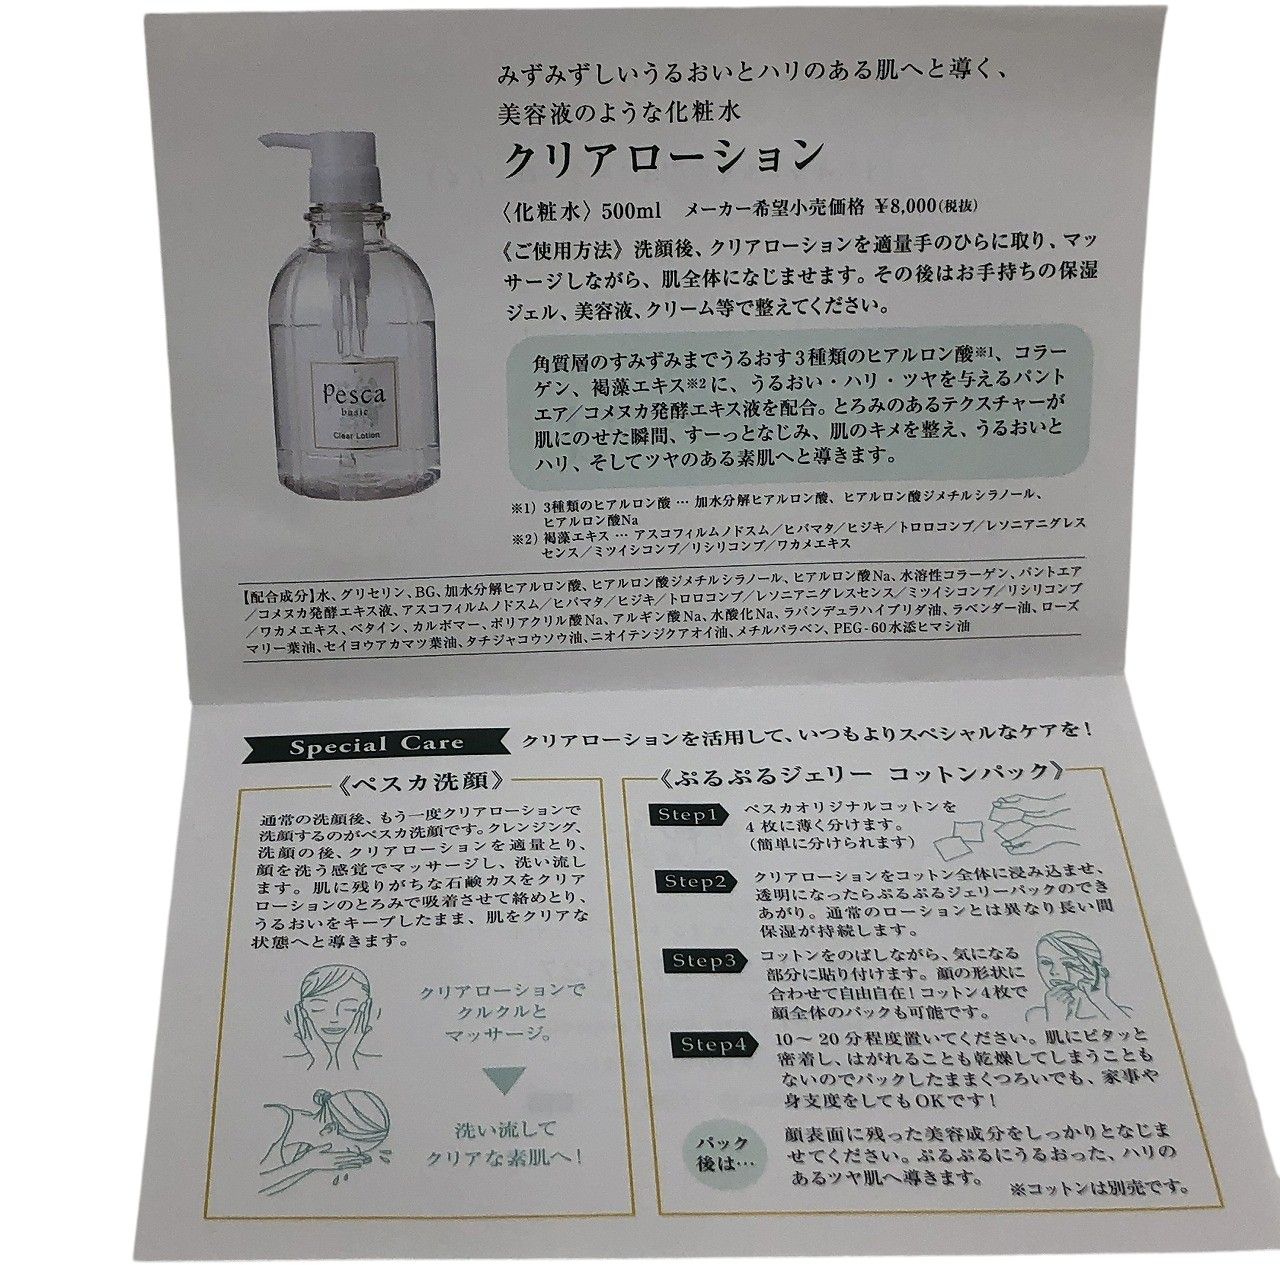 みずみずしいうるおいとハリのある肌へと導く、
美容液のような化粧水
クリアローション
〈化粧水〉500ml メーカー希望小売価格 ¥8,000(税抜)
《ご使用方法》洗顔後、クリアローションを適量手のひらに取り、マッ
サージしながら、肌全体になじませます。その後はお手持ちの保湿
ジェル、美容液、クリーム等で整えてください。
Pesca
basic
Clear Lotion
角質層のすみずみまでうるおす3種類のヒアルロン酸※1、コラー
ゲン、褐藻エキス※2に、うるおい・ハリ・ツヤを与えるパント
エア/コメヌカ発酵エキス液を配合。とろみのあるテクスチャーが
肌にのせた瞬間、すーっとなじみ、肌のキメを整え、うるおいと
ハリ、そしてツヤのある素肌へと導きます。
※1) 3種類のヒアルロン酸 … 加水分解ヒアルロン酸、ヒアルロン酸ジメチルシラノール、
ヒアルロン酸Na
※2) 褐藻エキス … アスコフィルムノドスム/ヒバマタ/ヒジキ/トロロコンブ/レソニアニグレス
センス/ミツイシコンブ/リシリコンブ/ワカメエキス
【配合成分】水、グリセリン、BG、加水分解ヒアルロン酸、ヒアルロン酸ジメチルシラノール、ヒアルロン酸Na、水溶性コラーゲン、パントエア
/コメヌカ発酵エキス液、アスコフィルムノドスム/ヒバマタ/ヒジキ/トロロコンブ/レソニアニグレスセンス/ミツイシコンブ/リシリコンブ
/ワカメエキス、ベタイン、カルボマー、ポリアクリル酸Na、アルギン酸Na、水酸化Na、ラバンデュラハイブリダ油、ラベンダー油、ローズ
マリー葉油、セイヨウアカマツ葉油、タチジャコウソウ油、ニオイテンジクアオイ油、メチルパラベン、PEG-60水添ヒマシ油
Special Care クリアローションを活用して、いつもよりスペシャルなケアを!
《ペスカ洗顔》
通常の洗顔後、もう一度クリアローションで
洗顔するのがペスカ洗顔です。クレンジング、
洗顔の後、クリアローションを適量とり、
顔を洗う感覚でマッサージし、洗い流し
ます。肌に残りがちな石鹸カスをクリア
ローションのとろみで吸着させて絡めとり、
うるおいをキープしたまま、肌をクリアな
状態へと導きます。
クリアローションで
クルクルと
マッサージ。
洗い流して
クリアな素肌へ!
《ぷるぷるジェリー コットンパック》
Step1
ペスカオリジナルコットンを
4枚に薄く分けます。
(簡単に分けられます)
Step2
クリアローションをコットン全体に浸み込ませ、
透明になったらぷるぷるジェリーパックのでき
あがり。通常のローションとは異なり長い間
保湿が持続します。
Step3
コットンをのばしながら、気になる
部分に貼り付けます。顔の形状に
合わせて自由自在!コットン4枚で
顔全体のパックも可能です。
Step4
10〜20分程度置いてください。肌にピタッと
密着し、はがれることも乾燥してしまうことも
ないのでパックしたままくつろいでも、家事や
身支度をしてもOKです!
パック
後は…
顔表面に残った美容成分をしっかりとなじま
せてください。ぷるぷるにうるおった、ハリの
あるツヤ肌へ導きます。
※コットンは別売です。